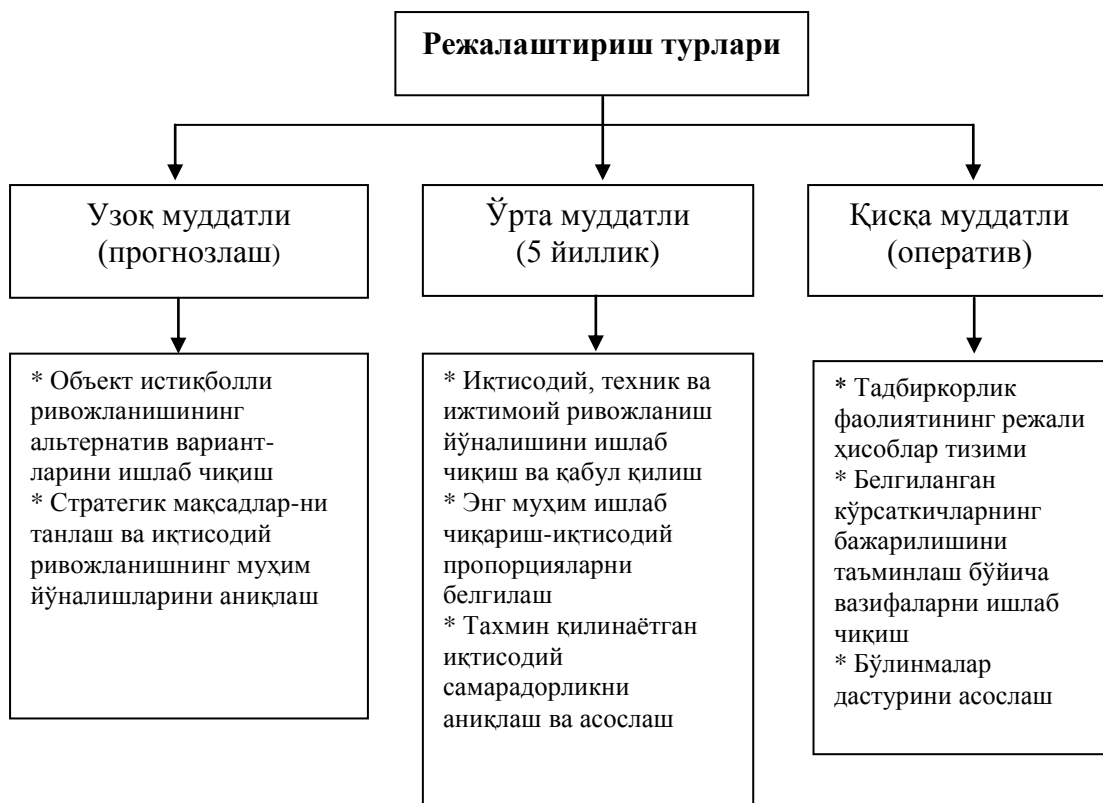 Режалаштириш турлари
Узоқ муддатли
(прогнозлаш)
Ўрта муддатли
(5 йиллик)
Қисқа муддатли
(оператив)
* Объект истиқболли
ривожланишининг
альтернатив вариант-
ларини ишлаб чиқиш
* Стратегик мақсадлар-ни
танлаш ва иқтисодий
ривожланишнинг муҳим
йўналишларини аниқлаш
* Иқтисодий, техник ва
ижтимоий ривожланиш
йўналишини ишлаб
чиқиш ва қабул қилиш
* Энг муҳим ишлаб
чиқариш-иқтисодий
пропорцияларни
белгилаш
* Тахмин қилинаётган
иқтисодий
самарадорликни
аниқлаш ва асослаш
* Тадбиркорлик
фаолиятининг режали
ҳисоблар тизими
* Белгиланган
кўрсаткичларнинг
бажарилишини
таъминлаш бўйича
вазифаларни ишлаб
чиқиш
* Бўлинмалар
дастурини асослаш